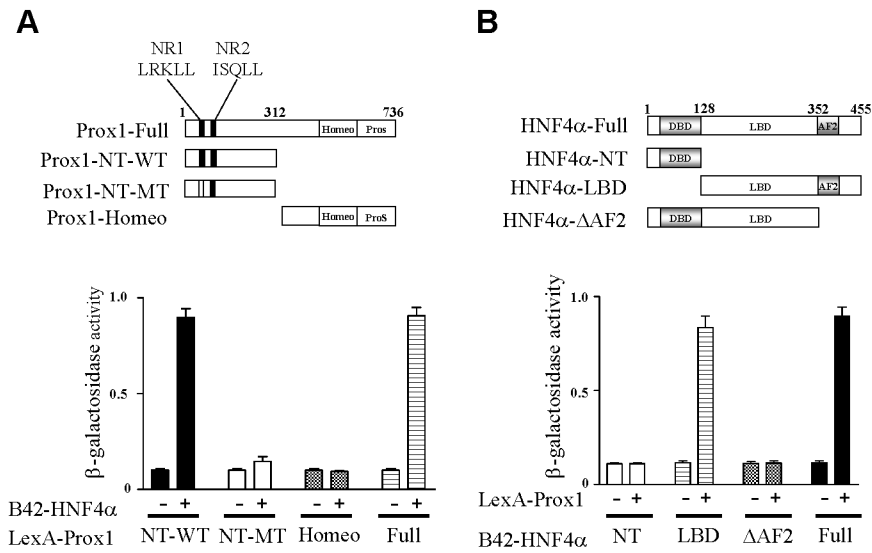 A
NR1 NR2
LRKLL ISQLL
1 312 736
Prox1-Full Homeo Pros
Prox1-NT-WT
Prox1-NT-MT
Prox1-Homeo Homeo ProS
β-galactosidase activity
1.0
0.5
0
B42-HNF4α - + - + - + - +
LexA-Prox1 NT-WT NT-MT Homeo Full
B
1 128 352 455
HNF4α-Full DBD LBD AF2
HNF4α-NT DBD
HNF4α-LBD LBD AF2
HNF4α-ΔAF2 DBD LBD
β-galactosidase activity
1.0
0.5
0
LexA-Prox1 - + - + - + - +
B42-HNF4α NT LBD ΔAF2 Full